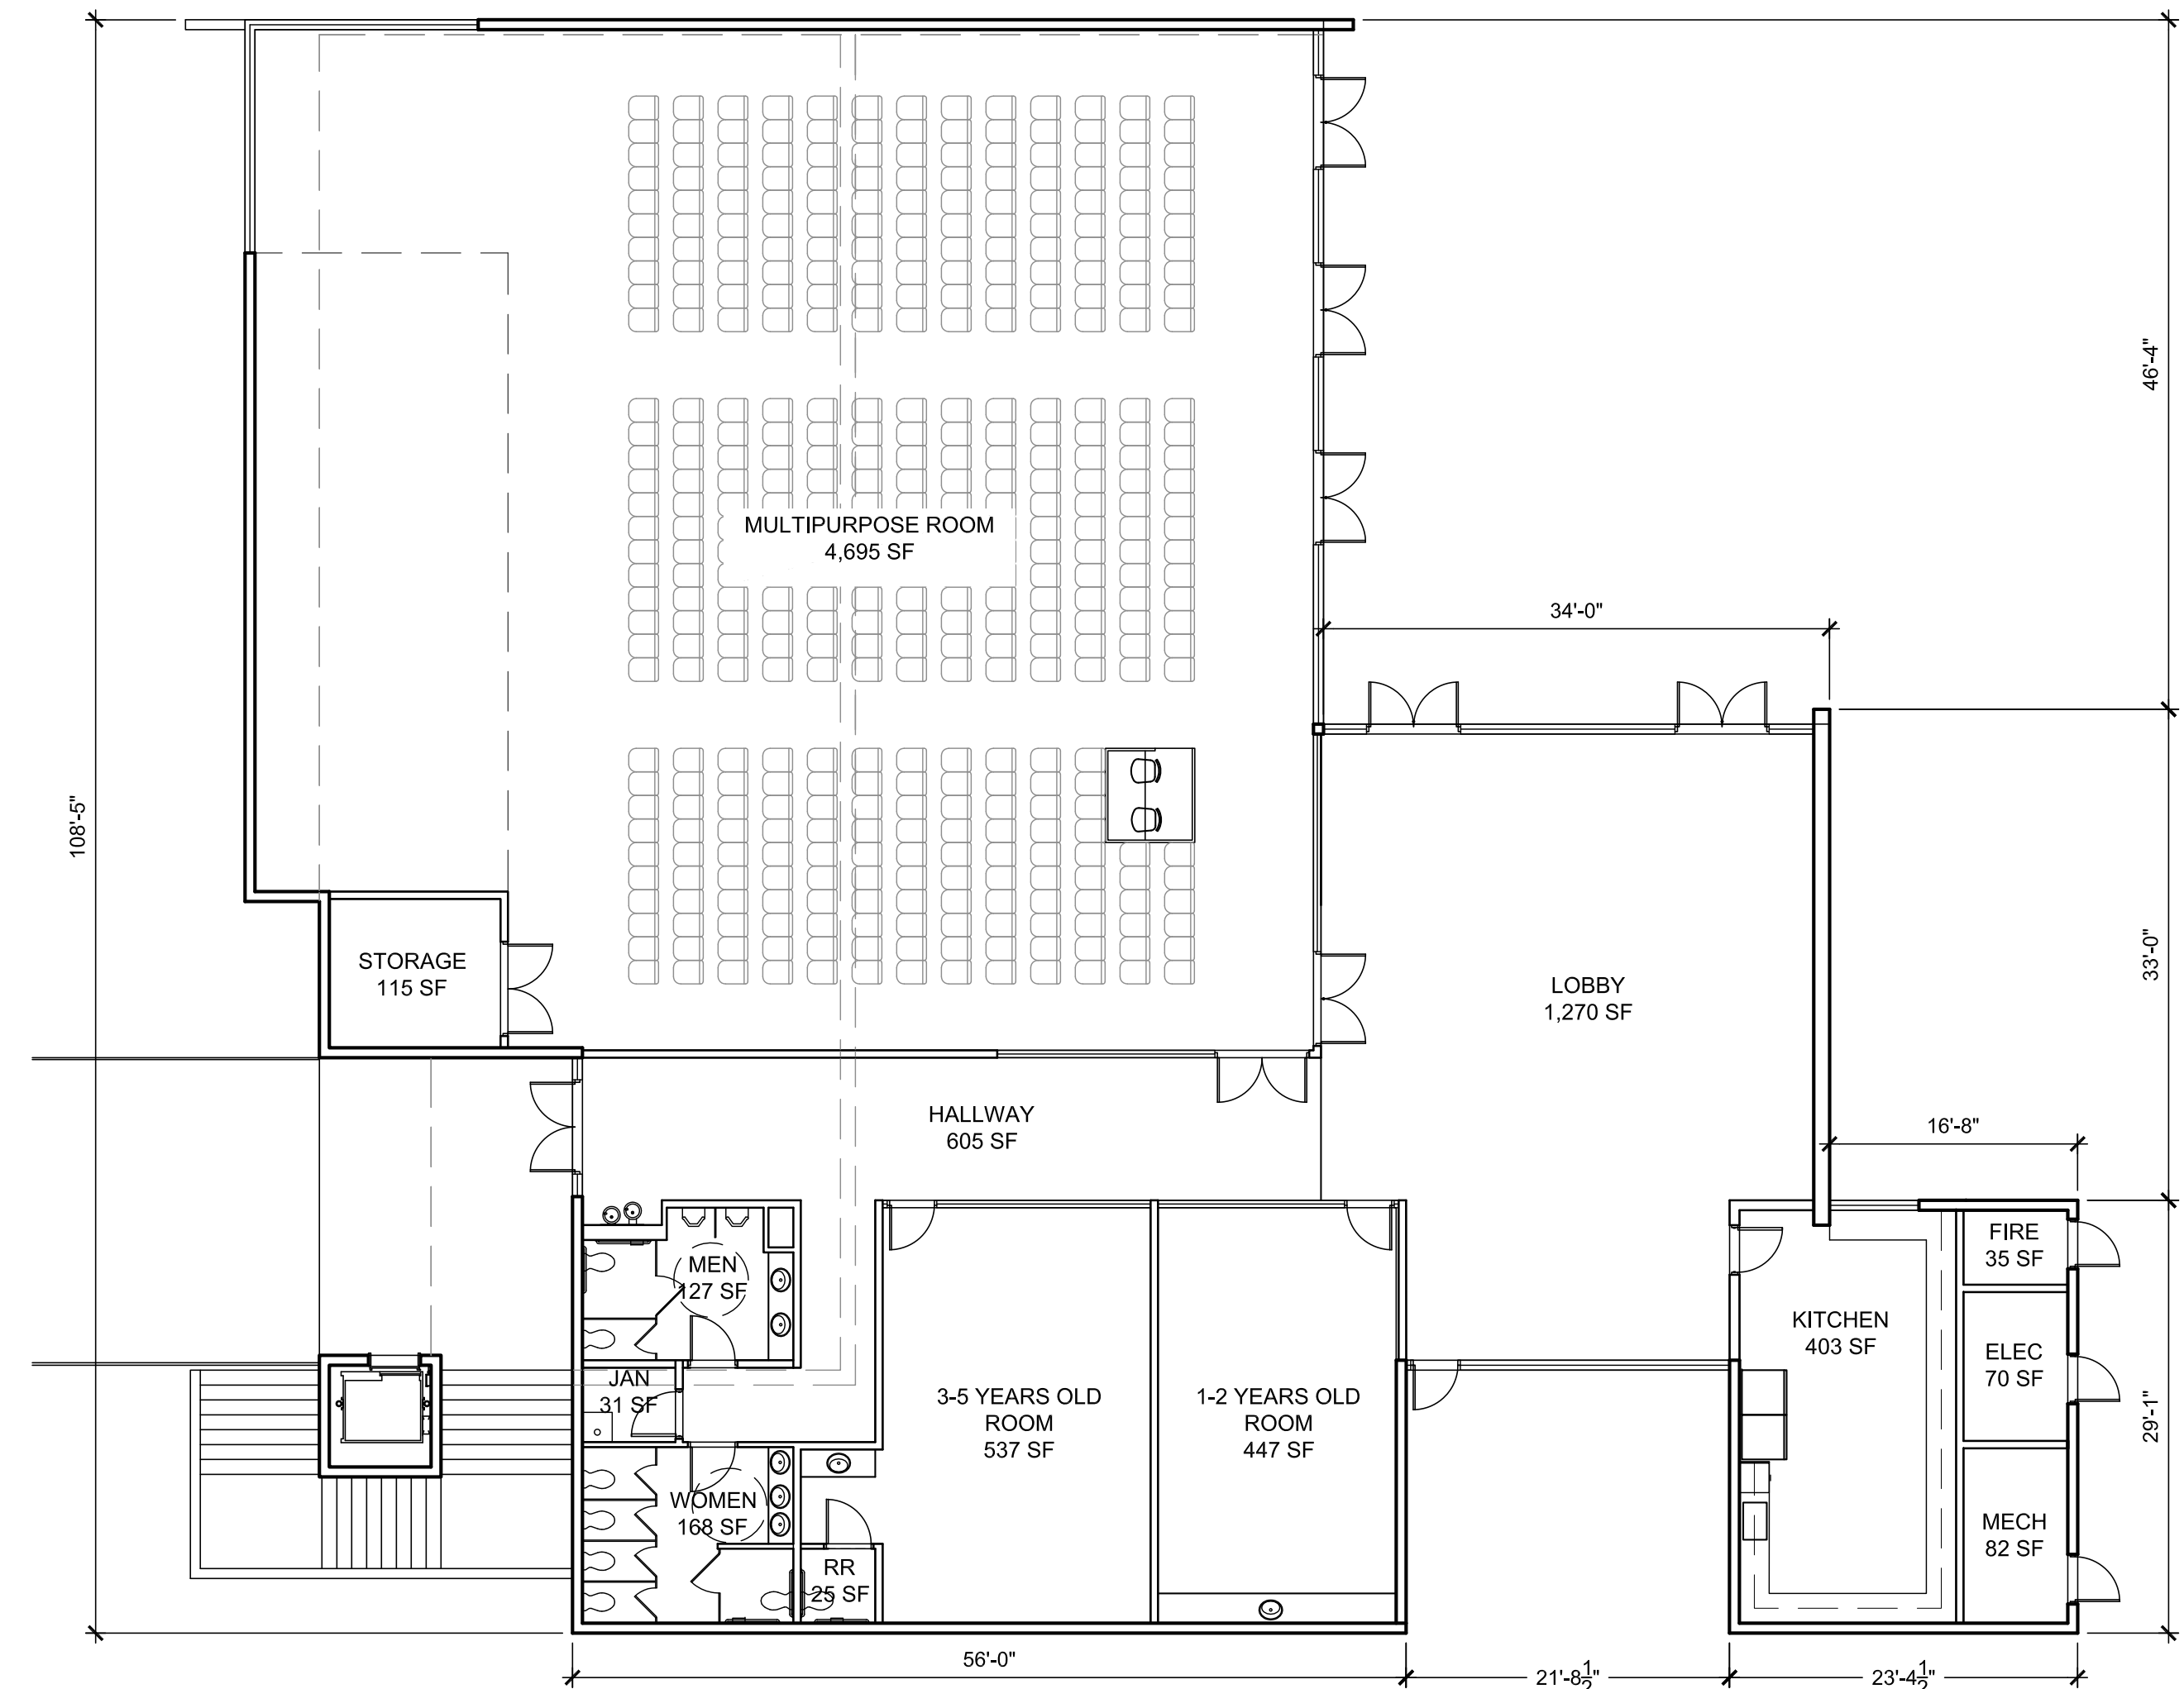 46'-4"
MULTIPURPOSE ROOM
4,695 SF
34'-0"
108'-5"
STORAGE
115 SF
LOBBY
1,270 SF
33'-0"
HALLWAY
605 SF
16'-8"
MEN
127 SF
FIRE
35 SF
KITCHEN
403 SF
ELEC
70 SF
JAN
31 SF
3-5 YEARS OLD
ROOM
537 SF
1-2 YEARS OLD
ROOM
447 SF
29'-1"
WOMEN
168 SF
MECH
82 SF
RR
25 SF
56'-0"
21'-8½"
23'-4½"